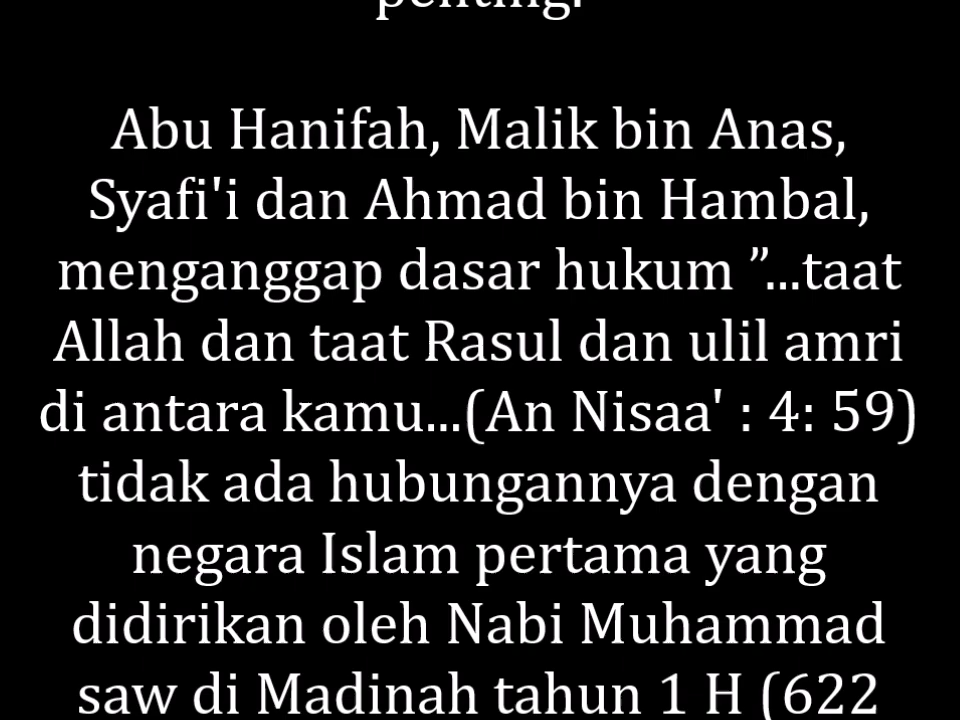 penting.
Abu Hanifah, Malik bin Anas,
Syafi'i dan Ahmad bin Hambal,
menganggap dasar hukum ”...taat
Allah dan taat Rasul dan ulil amri
di antara kamu...(An Nisaa' : 4: 59)
tidak ada hubungannya dengan
negara Islam pertama yang
didirikan oleh Nabi Muhammad
saw di Madinah tahun 1 H (622